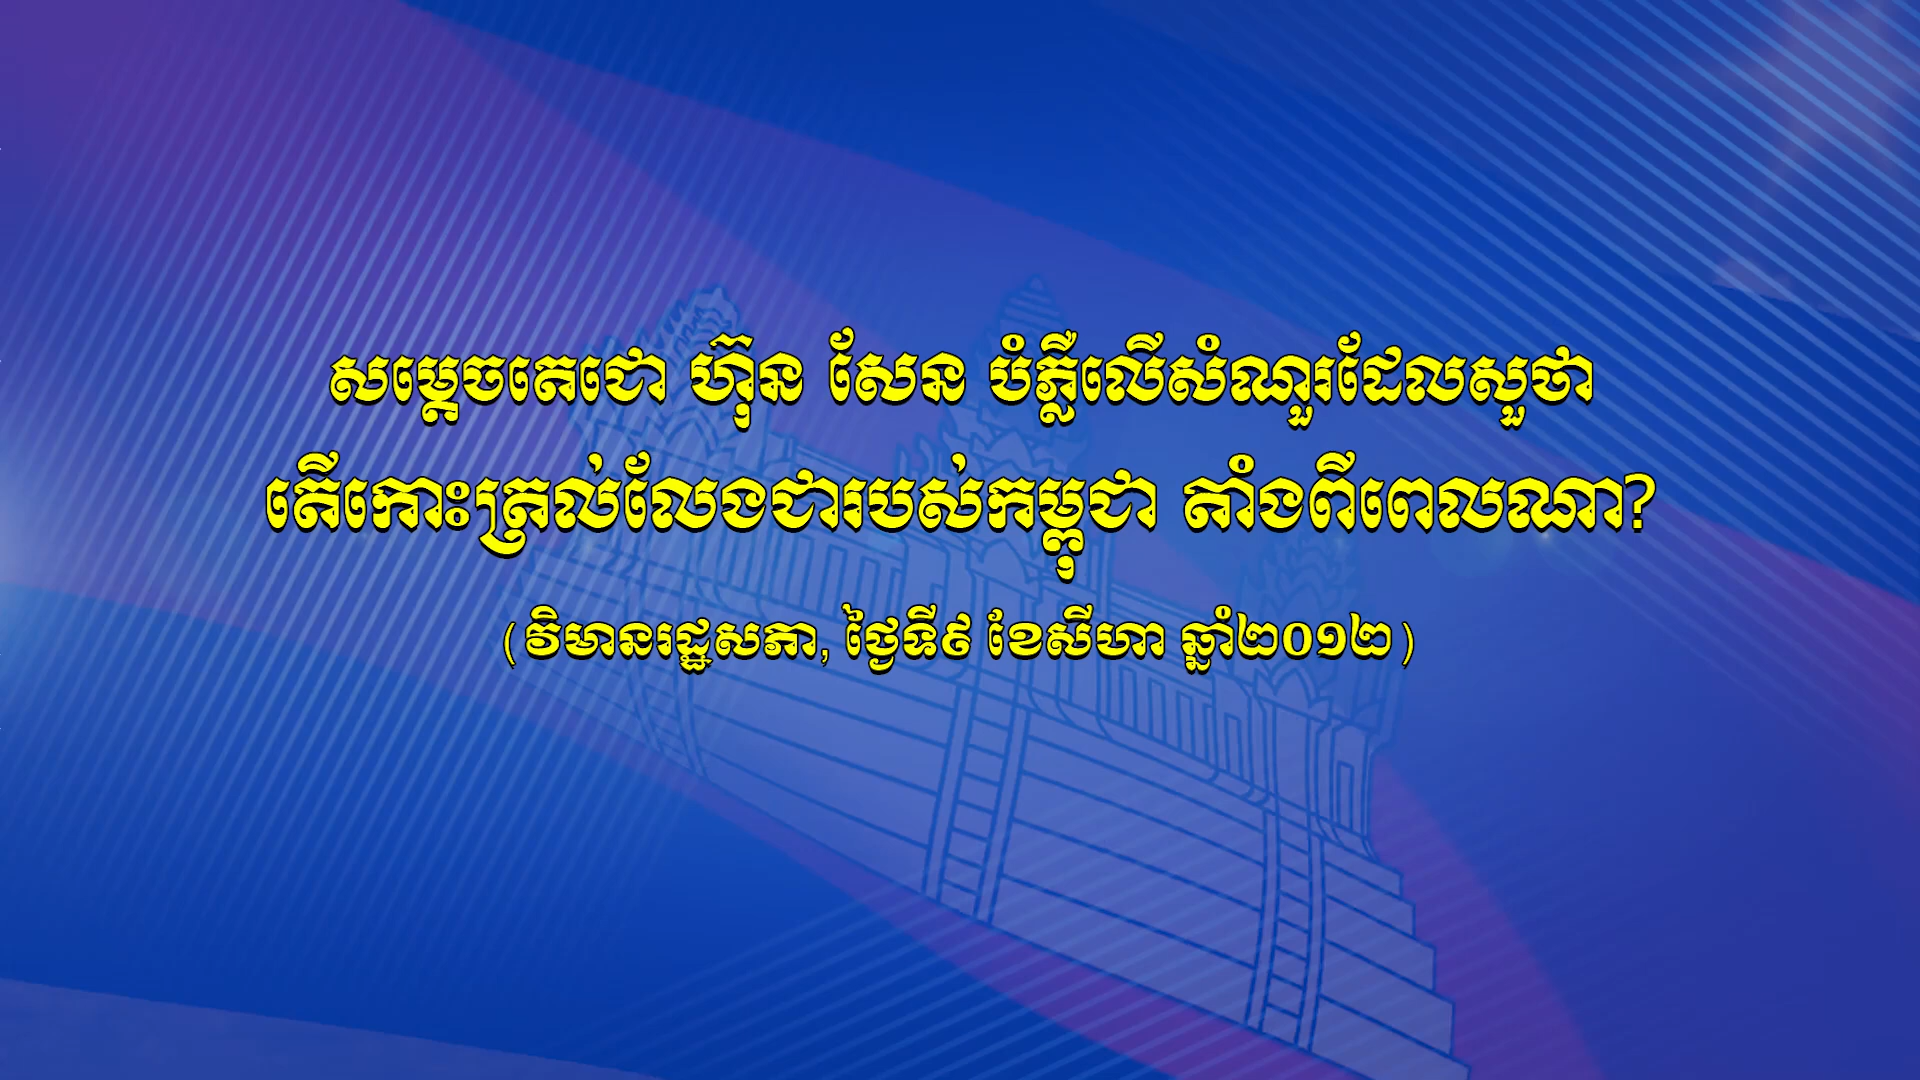 សម្តេចតេជោ ហ៊ុន សែន បំភ្លឺលើសំណួរដែលសួថា
តើកោះត្រល់លែងជារបស់កម្ពុជា តាំងពីពេលណា?
(វិមានរដ្ឋសភា, ថ្ងៃទី៩ ខែសីហា ឆ្នាំ២០១២)